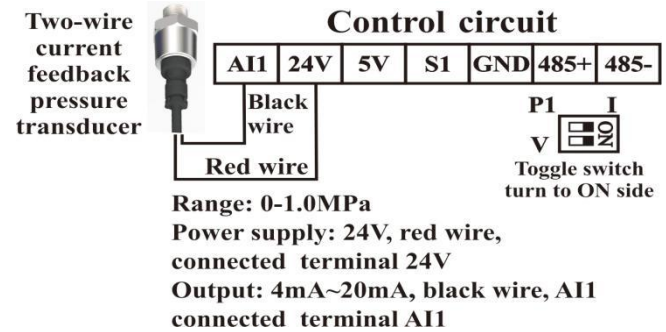 Two-wire
current
feedback
pressure
transducer
Control circuit
AI1 24V 5V S1 GND 485+ 485-
Black
wire
Red wire
P1 I
V ON
Toggle switch
turn to ON side
Range: 0-1.0MPa
Power supply: 24V, red wire,
connected terminal 24V
Output: 4mA~20mA, black wire, AI1
connected terminal AI1